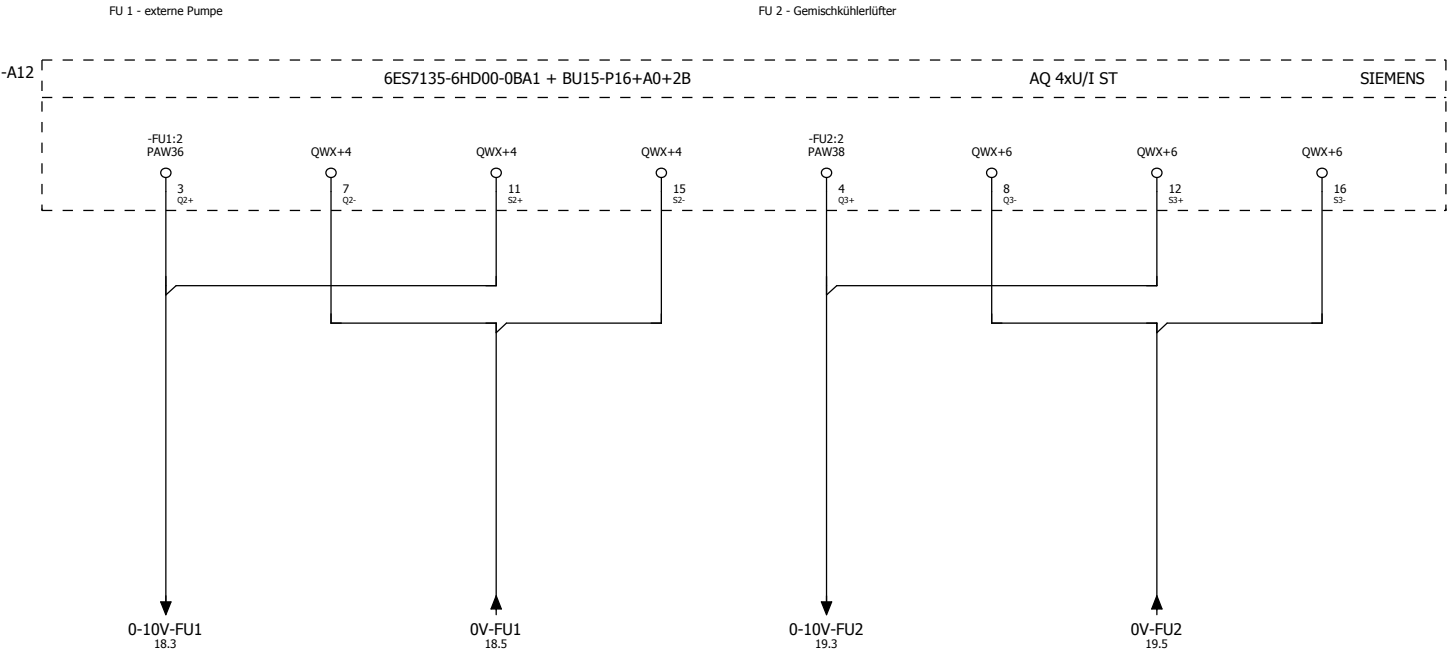 FU 1 - externe Pumpe
FU 2 - Gemischkühlerlüfter
-A12
6ES7135-6HD00-0BA1 + BU15-P16+A0+2B
AQ 4xU/I ST
SIEMENS
-FU1:2
PAW36
QWX+4
QWX+4
QWX+4
-FU2:2
PAW38
QWX+6
QWX+6
QWX+6
3
Q2+
7
Q2-
11
S2+
15
S2-
4
Q3+
8
Q3-
12
S3+
16
S3-
0-10V-FU1
18.3
0V-FU1
18.5
0-10V-FU2
19.3
0V-FU2
19.5